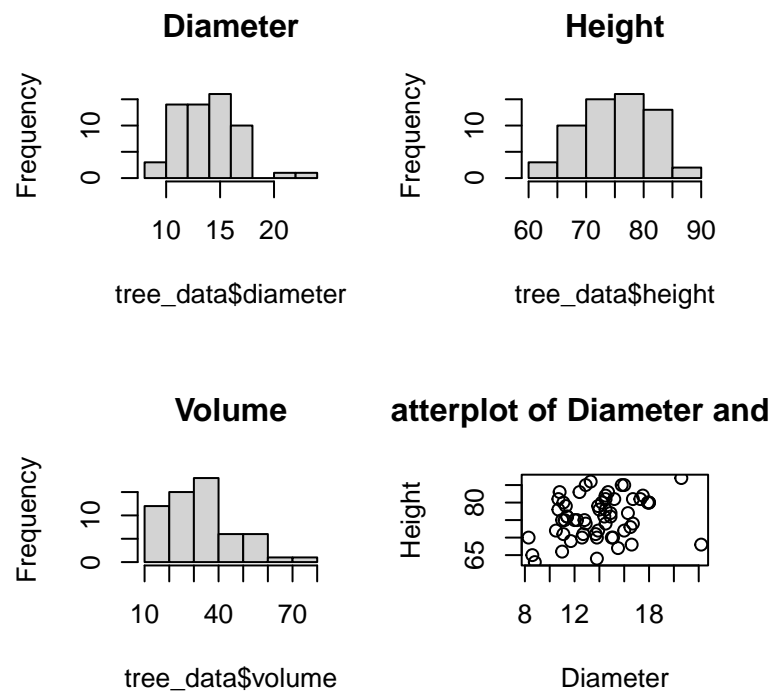 Diameter
Frequency
0 10
10 15 20
tree_data$diameter
Height
Frequency
0 10
60 70 80 90
tree_data$height
Volume
Frequency
0 10
10 40 70
tree_data$volume
atterplot of Diameter and
Height
65 80
8 12 18
Diameter